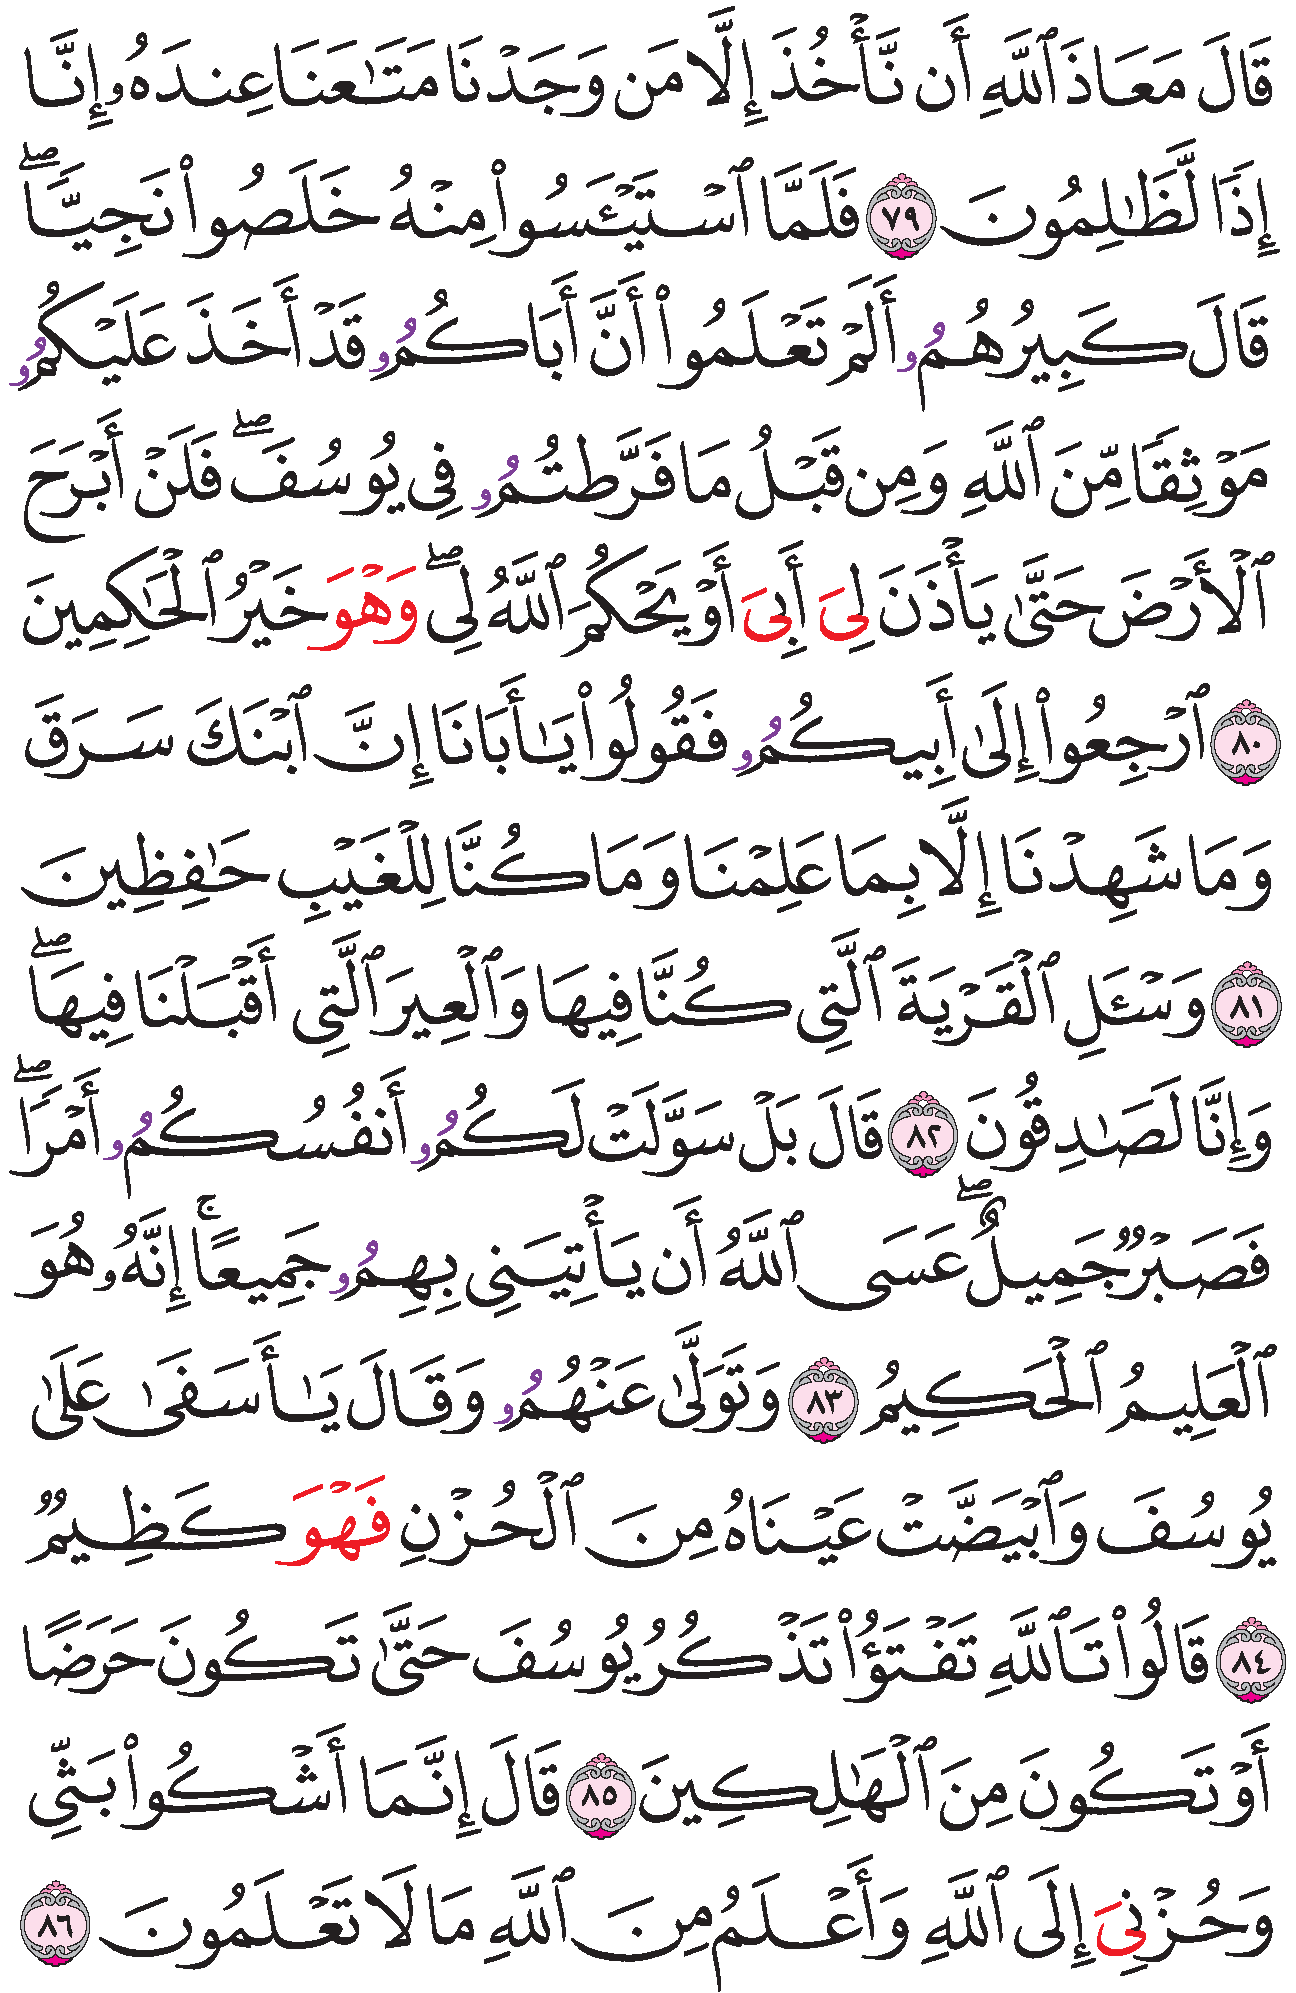 قَالَ مَعَاذَ ٱللَّهِ أَن نَّأۡخُذَ إِلَّا مَن وَجَدۡنَا مَتَٰعَنَا عِندَهُۥ إِنَّا
إِذًا لَّظَٰلِمُونَ ٧٩ فَلَمَّا ٱسۡتَيۡـَٔسُواْ مِنۡهُ خَلَصُواْ نَجِيًّاۖ
قَالَ كَبِيرُهُمُۥ أَلَمۡ تَعۡلَمُواْ أَنَّ أَبَاكُمُۥ قَدۡ أَخَذَ عَلَيۡكُمُۥ
مَوۡثِقًا مِّنَ ٱللَّهِ وَمِن قَبۡلُ مَا فَرَّطتُمُۥ فِي يُوسُفَۖ فَلَنۡ أَبۡرَحَ
ٱلۡأَرۡضَ حَتَّىٰ يَأۡذَنَ لِيَ أَبِيَ أَوۡ يَحۡكُمَ ٱللَّهُ لِيۖ وَهۡوَ خَيۡرُ ٱلۡحَٰكِمِينَ
٨٠ ٱرۡجِعُواْ إِلَىٰ أَبِيكُمُۥ فَقُولُواْ يَٰأَبَانَا إِنَّ ٱبۡنَكَ سَرَقَ
وَمَا شَهِدۡنَا إِلَّا بِمَا عَلِمۡنَا وَمَا كُنَّا لِلۡغَيۡبِ حَٰفِظِينَ
٨١ وَسۡـَٔلِ ٱلۡقَرۡيَةَ ٱلَّتِي كُنَّا فِيهَا وَٱلۡعِيرَ ٱلَّتِي أَقۡبَلۡنَا فِيهَاۖ
وَإِنَّا لَصَٰدِقُونَ ٨٢ قَالَ بَلۡ سَوَّلَتۡ لَكُمُۥ أَنفُسُكُمُۥ أَمۡرًاۖ
فَصَبۡرٌ جَمِيلٌۖ عَسَى ٱللَّهُ أَن يَأۡتِيَنِي بِهِمُۥ جَمِيعًاۚ إِنَّهُۥ هُوَ
ٱلۡعَلِيمُ ٱلۡحَكِيمُ ٨٣ وَتَوَلَّىٰ عَنۡهُمُۥ وَقَالَ يَٰأَسَفَىٰ عَلَىٰ
يُوسُفَ وَٱبۡيَضَّتۡ عَيۡنَاهُ مِنَ ٱلۡحُزۡنِ فَهۡوَ كَظِيمٌ
٨٤ قَالُواْ تَٱللَّهِ تَفۡتَؤُاْ تَذۡكُرُ يُوسُفَ حَتَّىٰ تَكُونَ حَرَضًا
أَوۡ تَكُونَ مِنَ ٱلۡهَٰلِكِينَ ٨٥ قَالَ إِنَّمَا أَشۡكُواْ بَثِّي
وَحُزۡنِيَ إِلَى ٱللَّهِ وَأَعۡلَمُ مِنَ ٱللَّهِ مَا لَا تَعۡلَمُونَ ٨٦